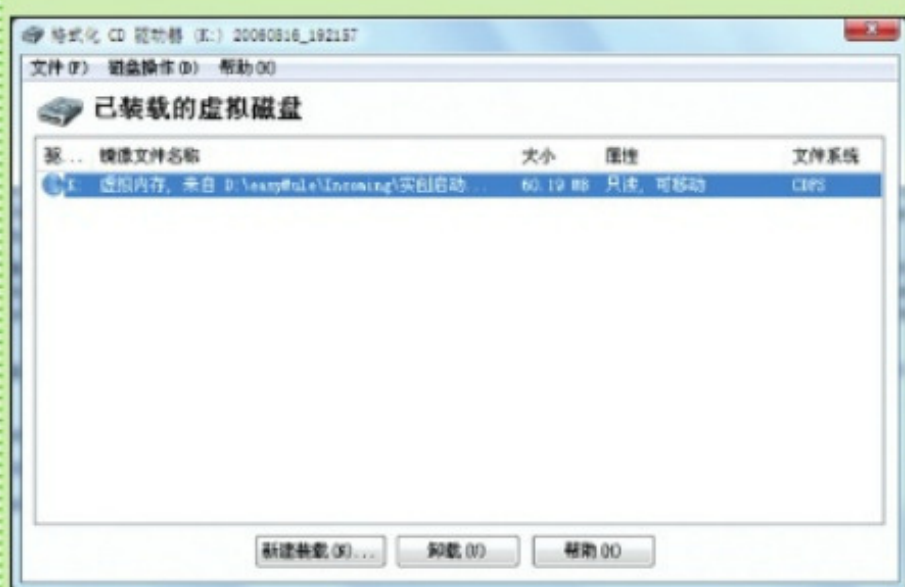 格式化 CD 驱动器 (K:) 20080816_192157
文件(F) 磁盘操作(D) 帮助(H)
已装载的虚拟磁盘
驱... 镜像文件名称 大小 属性 文件系统
K: 虚拟内存, 来自 D:\easyMule\Incoming\实创启动... 60.19 MB 只读, 可移动 CDFS
新建装载(N)... 卸载(U) 帮助(H)